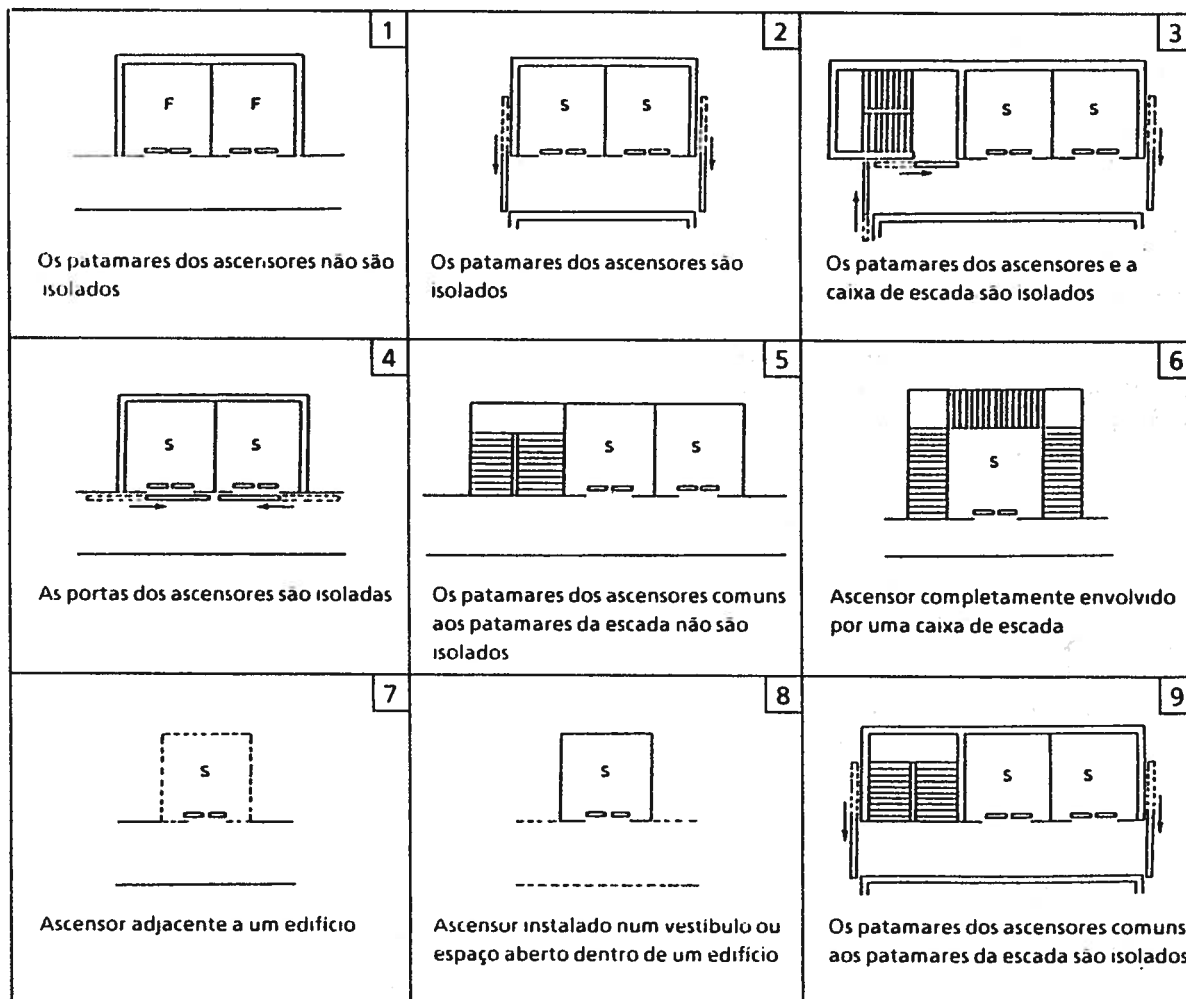 1
F F
Os patamares dos ascensores não são
isolados
2
S S
Os patamares dos ascensores são
isolados
3
S S
Os patamares dos ascensores e a
caixa de escada são isolados
4
S S
As portas dos ascensores são isoladas
5
S S
Os patamares dos ascensores comuns
aos patamares da escada não são
isolados
6
S
Ascensor completamente envolvido
por uma caixa de escada
7
S
Ascensor adjacente a um edifício
8
S
Ascensor instalado num vestíbulo ou
espaço aberto dentro de um edifício
9
S S
Os patamares dos ascensores comuns
aos patamares da escada são isolados